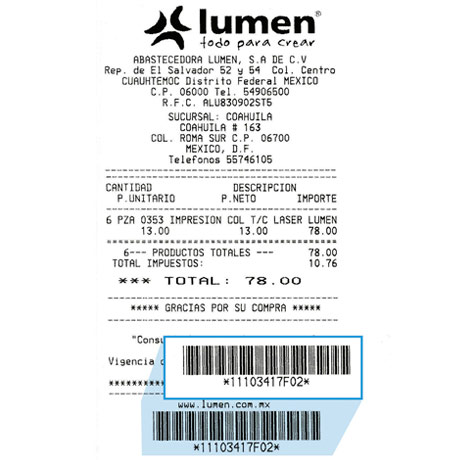 lumen®
todo para crear
ABASTECEDORA LUMEN, S.A DE C.V
Rep. de El Salvador 52 y 54 Col. Centro
CUAUHTEMOC Distrito Federal MEXICO
C.P. 06000 Tel. 54906500
R.F.C. ALU830902ST5
SUCURSAL: COAHUILA
COAHUILA # 163
COL. ROMA SUR C.P. 06700
MEXICO, D.F.
Telefonos 55746105
CANTIDAD DESCRIPCION
P.UNITARIO P.NETO IMPORTE
6 PZA 0353 IMPRESION COL T/C LASER LUMEN
13.00 13.00 78.00
6--- PRODUCTOS TOTALES -- 78.00
TOTAL IMPUESTOS: 10.76
*** TOTAL: 78.00
***** GRACIAS POR SU COMPRA *****
"Consu
Vigencia d
*11103417F02*
www.lumen.com.mx
*11103417F02*